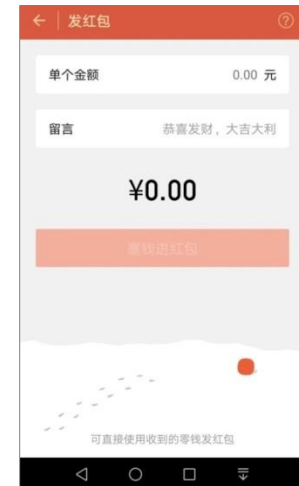 发红包
单个金额 0.00 元
留言 恭喜发财，大吉大利
¥0.00
塞钱进红包
可直接使用收到的零钱发红包